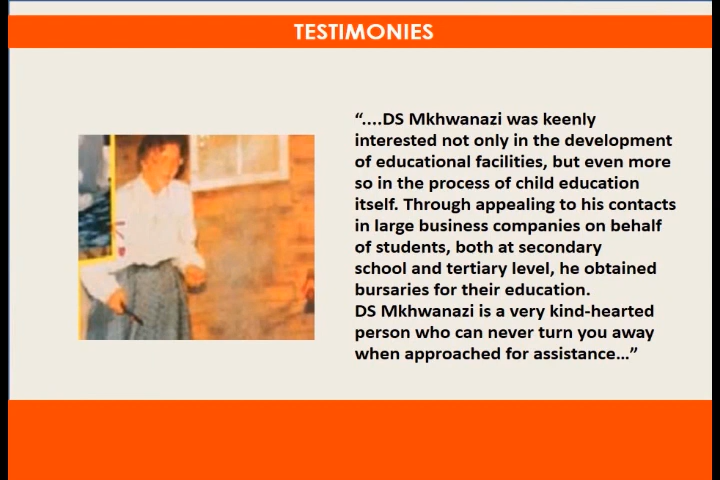 TESTIMONIES
“....DS Mkhwanazi was keenly
interested not only in the development
of educational facilities, but even more
so in the process of child education
itself. Through appealing to his contacts
in large business companies on behalf
of students, both at secondary
school and tertiary level, he obtained
bursaries for their education.
DS Mkhwanazi is a very kind-hearted
person who can never turn you away
when approached for assistance...”